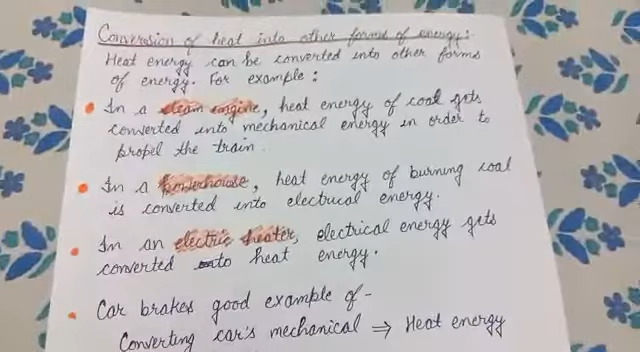 Conversion of heat into other forms of energy:-
Heat energy can be converted into other forms
of energy. For example:
In a steam engine, heat energy of coal gets
converted into mechanical energy in order to
propel the train.
In a powerhouse, heat energy of burning coal
is converted into electrical energy.
In an electric heater, electrical energy gets
converted into heat energy.
Car brakes good example of -
Converting car's mechanical ⇒ Heat energy